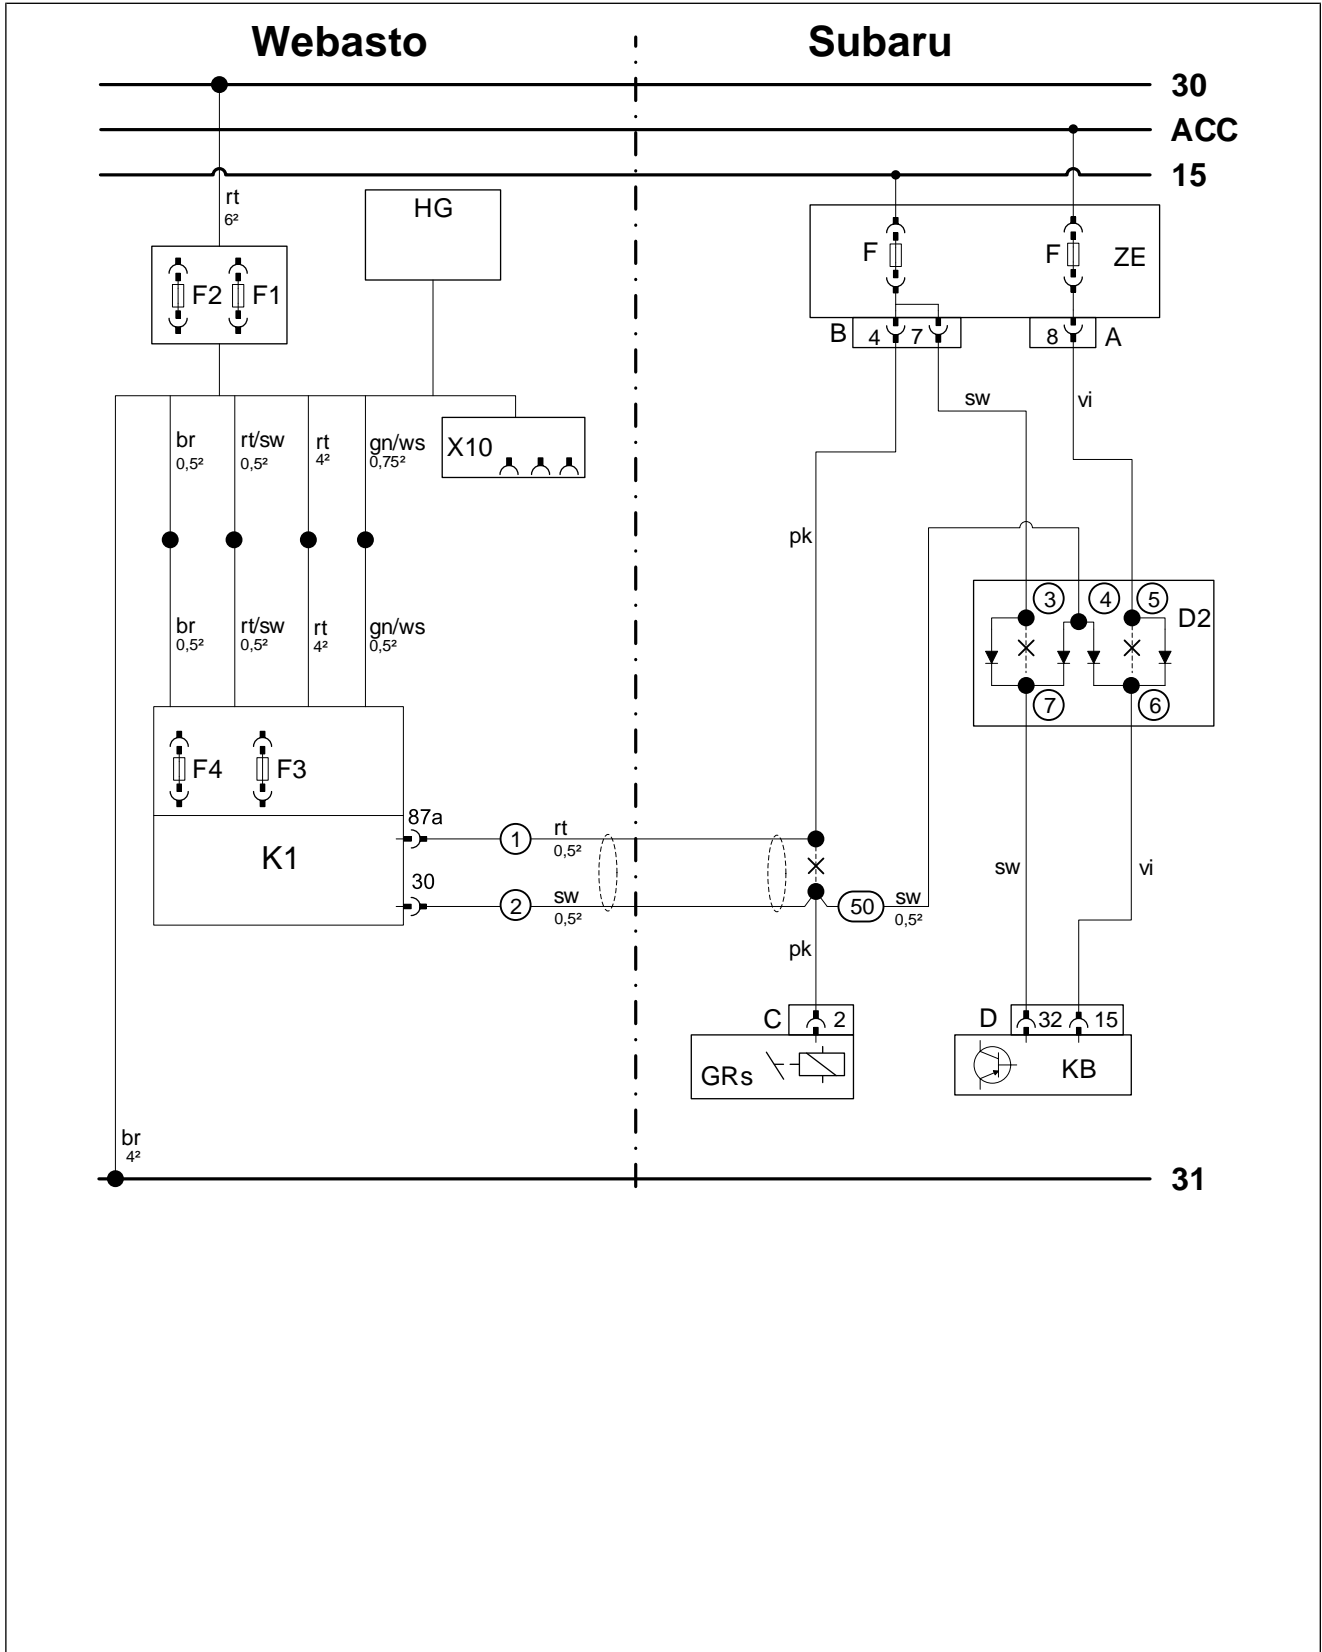 Webasto
Subaru
30
ACC
15
rt
6²
HG
F
F
ZE
F2
F1
B
4
7
8
A
sw
vi
br
0,5²
rt/sw
0,5²
rt
4²
gn/ws
0,75²
X10
pk
3
4
5
D2
br
0,5²
rt/sw
0,5²
rt
4²
gn/ws
0,5²
7
6
F4
F3
87a
1
rt
0,5²
K1
30
2
sw
0,5²
50
sw
0,5²
sw
vi
pk
C
2
D
32
15
GRs
KB
br
4²
31